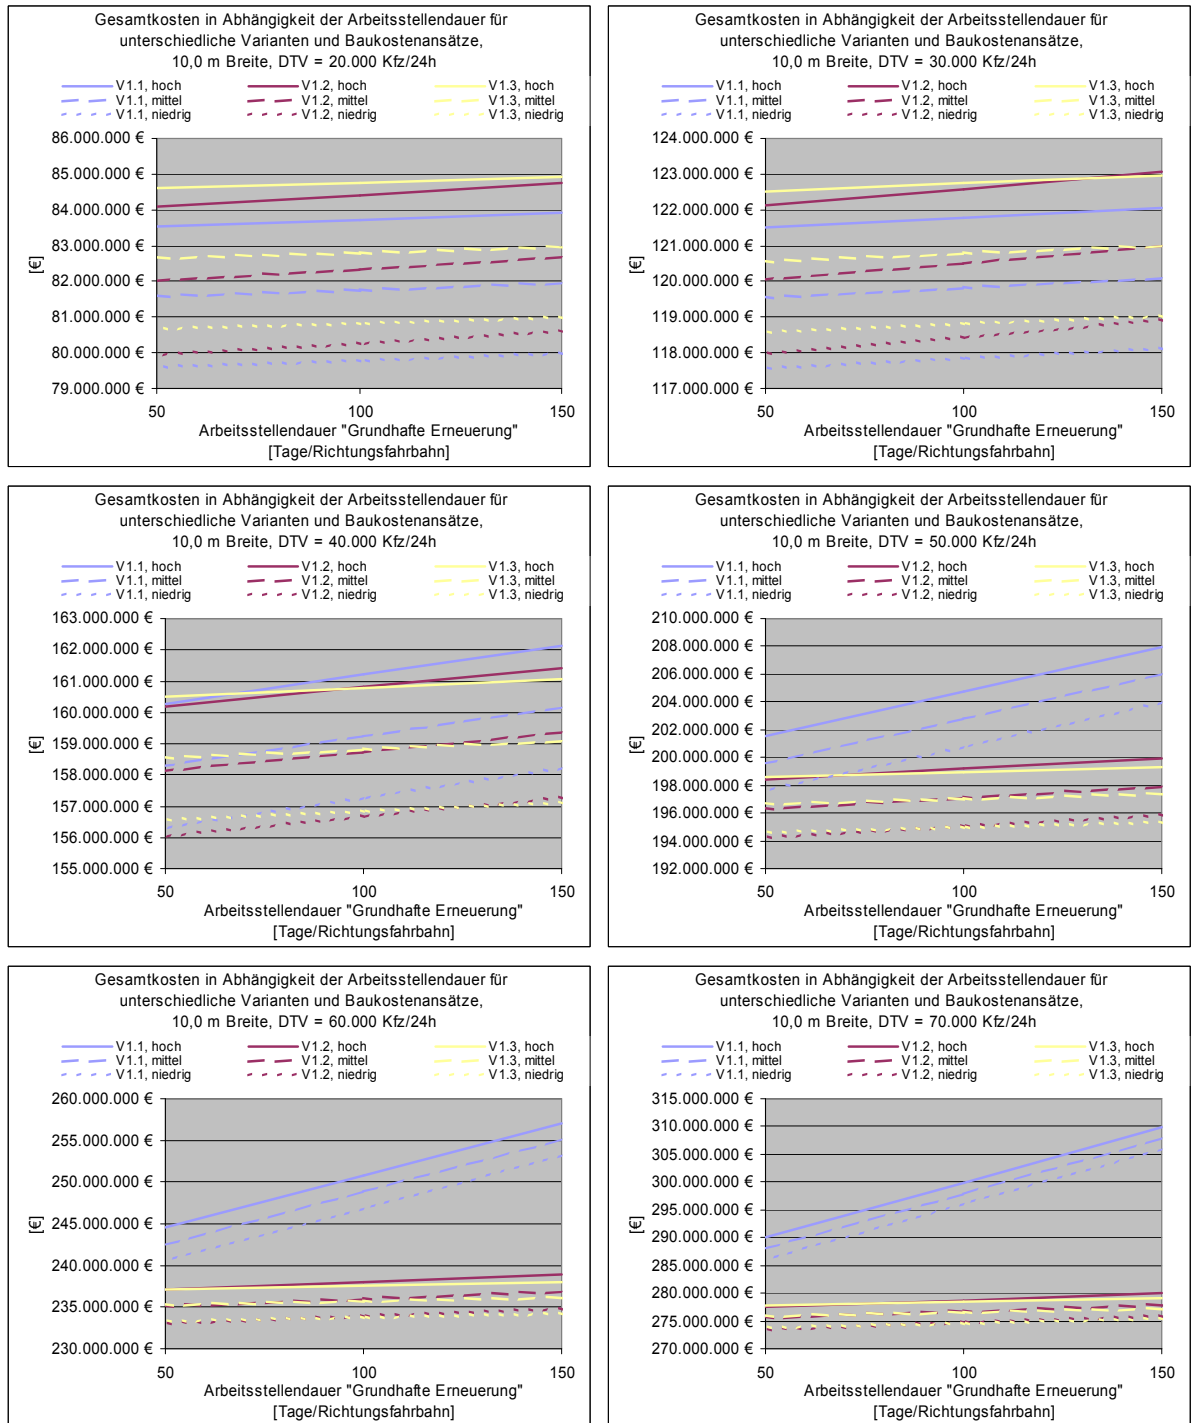 Gesamtkosten in Abhängigkeit der Arbeitsstellendauer für
unterschiedliche Varianten und Baukostenansätze,
10,0 m Breite, DTV = 20.000 Kfz/24h
V1.1, hoch V1.2, hoch V1.3, hoch
V1.1, mittel V1.2, mittel V1.3, mittel
V1.1, niedrig V1.2, niedrig V1.3, niedrig
86.000.000 €
85.000.000 €
84.000.000 €
83.000.000 €
82.000.000 €
81.000.000 €
80.000.000 €
79.000.000 €
[€]
50 100 150
Arbeitsstellendauer "Grundhafte Erneuerung"
[Tage/Richtungsfahrbahn]
Gesamtkosten in Abhängigkeit der Arbeitsstellendauer für
unterschiedliche Varianten und Baukostenansätze,
10,0 m Breite, DTV = 30.000 Kfz/24h
V1.1, hoch V1.2, hoch V1.3, hoch
V1.1, mittel V1.2, mittel V1.3, mittel
V1.1, niedrig V1.2, niedrig V1.3, niedrig
124.000.000 €
123.000.000 €
122.000.000 €
121.000.000 €
120.000.000 €
119.000.000 €
118.000.000 €
117.000.000 €
[€]
50 100 150
Arbeitsstellendauer "Grundhafte Erneuerung"
[Tage/Richtungsfahrbahn]
Gesamtkosten in Abhängigkeit der Arbeitsstellendauer für
unterschiedliche Varianten und Baukostenansätze,
10,0 m Breite, DTV = 40.000 Kfz/24h
V1.1, hoch V1.2, hoch V1.3, hoch
V1.1, mittel V1.2, mittel V1.3, mittel
V1.1, niedrig V1.2, niedrig V1.3, niedrig
163.000.000 €
162.000.000 €
161.000.000 €
160.000.000 €
159.000.000 €
158.000.000 €
157.000.000 €
156.000.000 €
155.000.000 €
[€]
50 100 150
Arbeitsstellendauer "Grundhafte Erneuerung"
[Tage/Richtungsfahrbahn]
Gesamtkosten in Abhängigkeit der Arbeitsstellendauer für
unterschiedliche Varianten und Baukostenansätze,
10,0 m Breite, DTV = 50.000 Kfz/24h
V1.1, hoch V1.2, hoch V1.3, hoch
V1.1, mittel V1.2, mittel V1.3, mittel
V1.1, niedrig V1.2, niedrig V1.3, niedrig
210.000.000 €
208.000.000 €
206.000.000 €
204.000.000 €
202.000.000 €
200.000.000 €
198.000.000 €
196.000.000 €
194.000.000 €
192.000.000 €
[€]
50 100 150
Arbeitsstellendauer "Grundhafte Erneuerung"
[Tage/Richtungsfahrbahn]
Gesamtkosten in Abhängigkeit der Arbeitsstellendauer für
unterschiedliche Varianten und Baukostenansätze,
10,0 m Breite, DTV = 60.000 Kfz/24h
V1.1, hoch V1.2, hoch V1.3, hoch
V1.1, mittel V1.2, mittel V1.3, mittel
V1.1, niedrig V1.2, niedrig V1.3, niedrig
260.000.000 €
255.000.000 €
250.000.000 €
245.000.000 €
240.000.000 €
235.000.000 €
230.000.000 €
[€]
50 100 150
Arbeitsstellendauer "Grundhafte Erneuerung"
[Tage/Richtungsfahrbahn]
Gesamtkosten in Abhängigkeit der Arbeitsstellendauer für
unterschiedliche Varianten und Baukostenansätze,
10,0 m Breite, DTV = 70.000 Kfz/24h
V1.1, hoch V1.2, hoch V1.3, hoch
V1.1, mittel V1.2, mittel V1.3, mittel
V1.1, niedrig V1.2, niedrig V1.3, niedrig
315.000.000 €
310.000.000 €
305.000.000 €
300.000.000 €
295.000.000 €
290.000.000 €
285.000.000 €
280.000.000 €
275.000.000 €
270.000.000 €
[€]
50 100 150
Arbeitsstellendauer "Grundhafte Erneuerung"
[Tage/Richtungsfahrbahn]